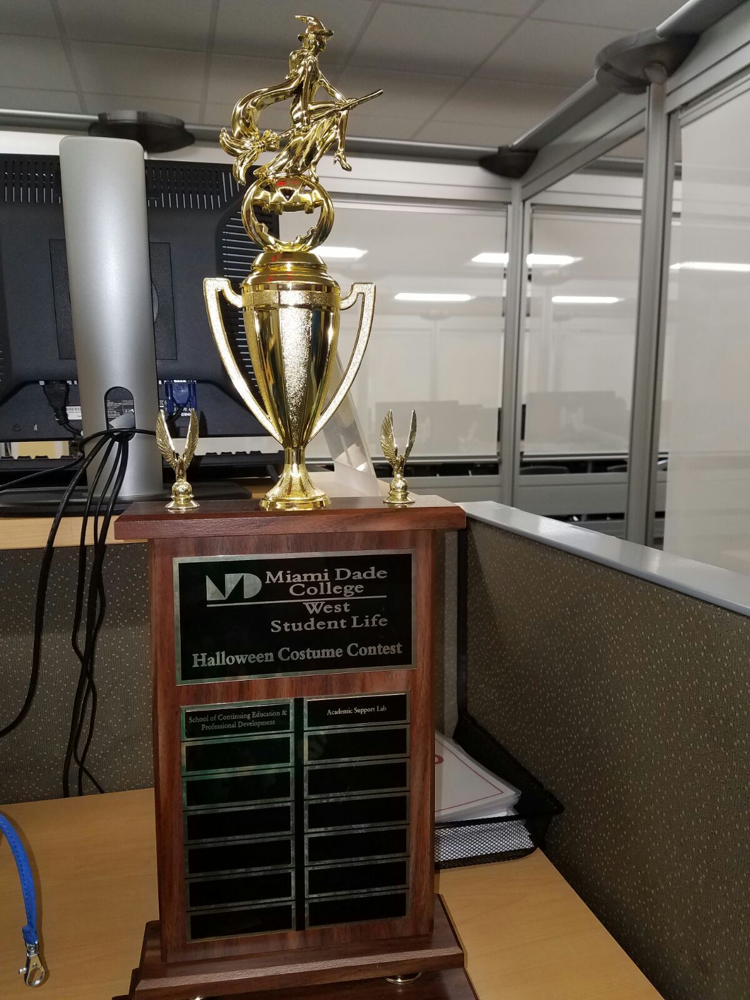 Miami Dade
College
West
Student Life
Halloween Costume Contest
School of Continuing Education &
Professional Development
Academic Support Lab